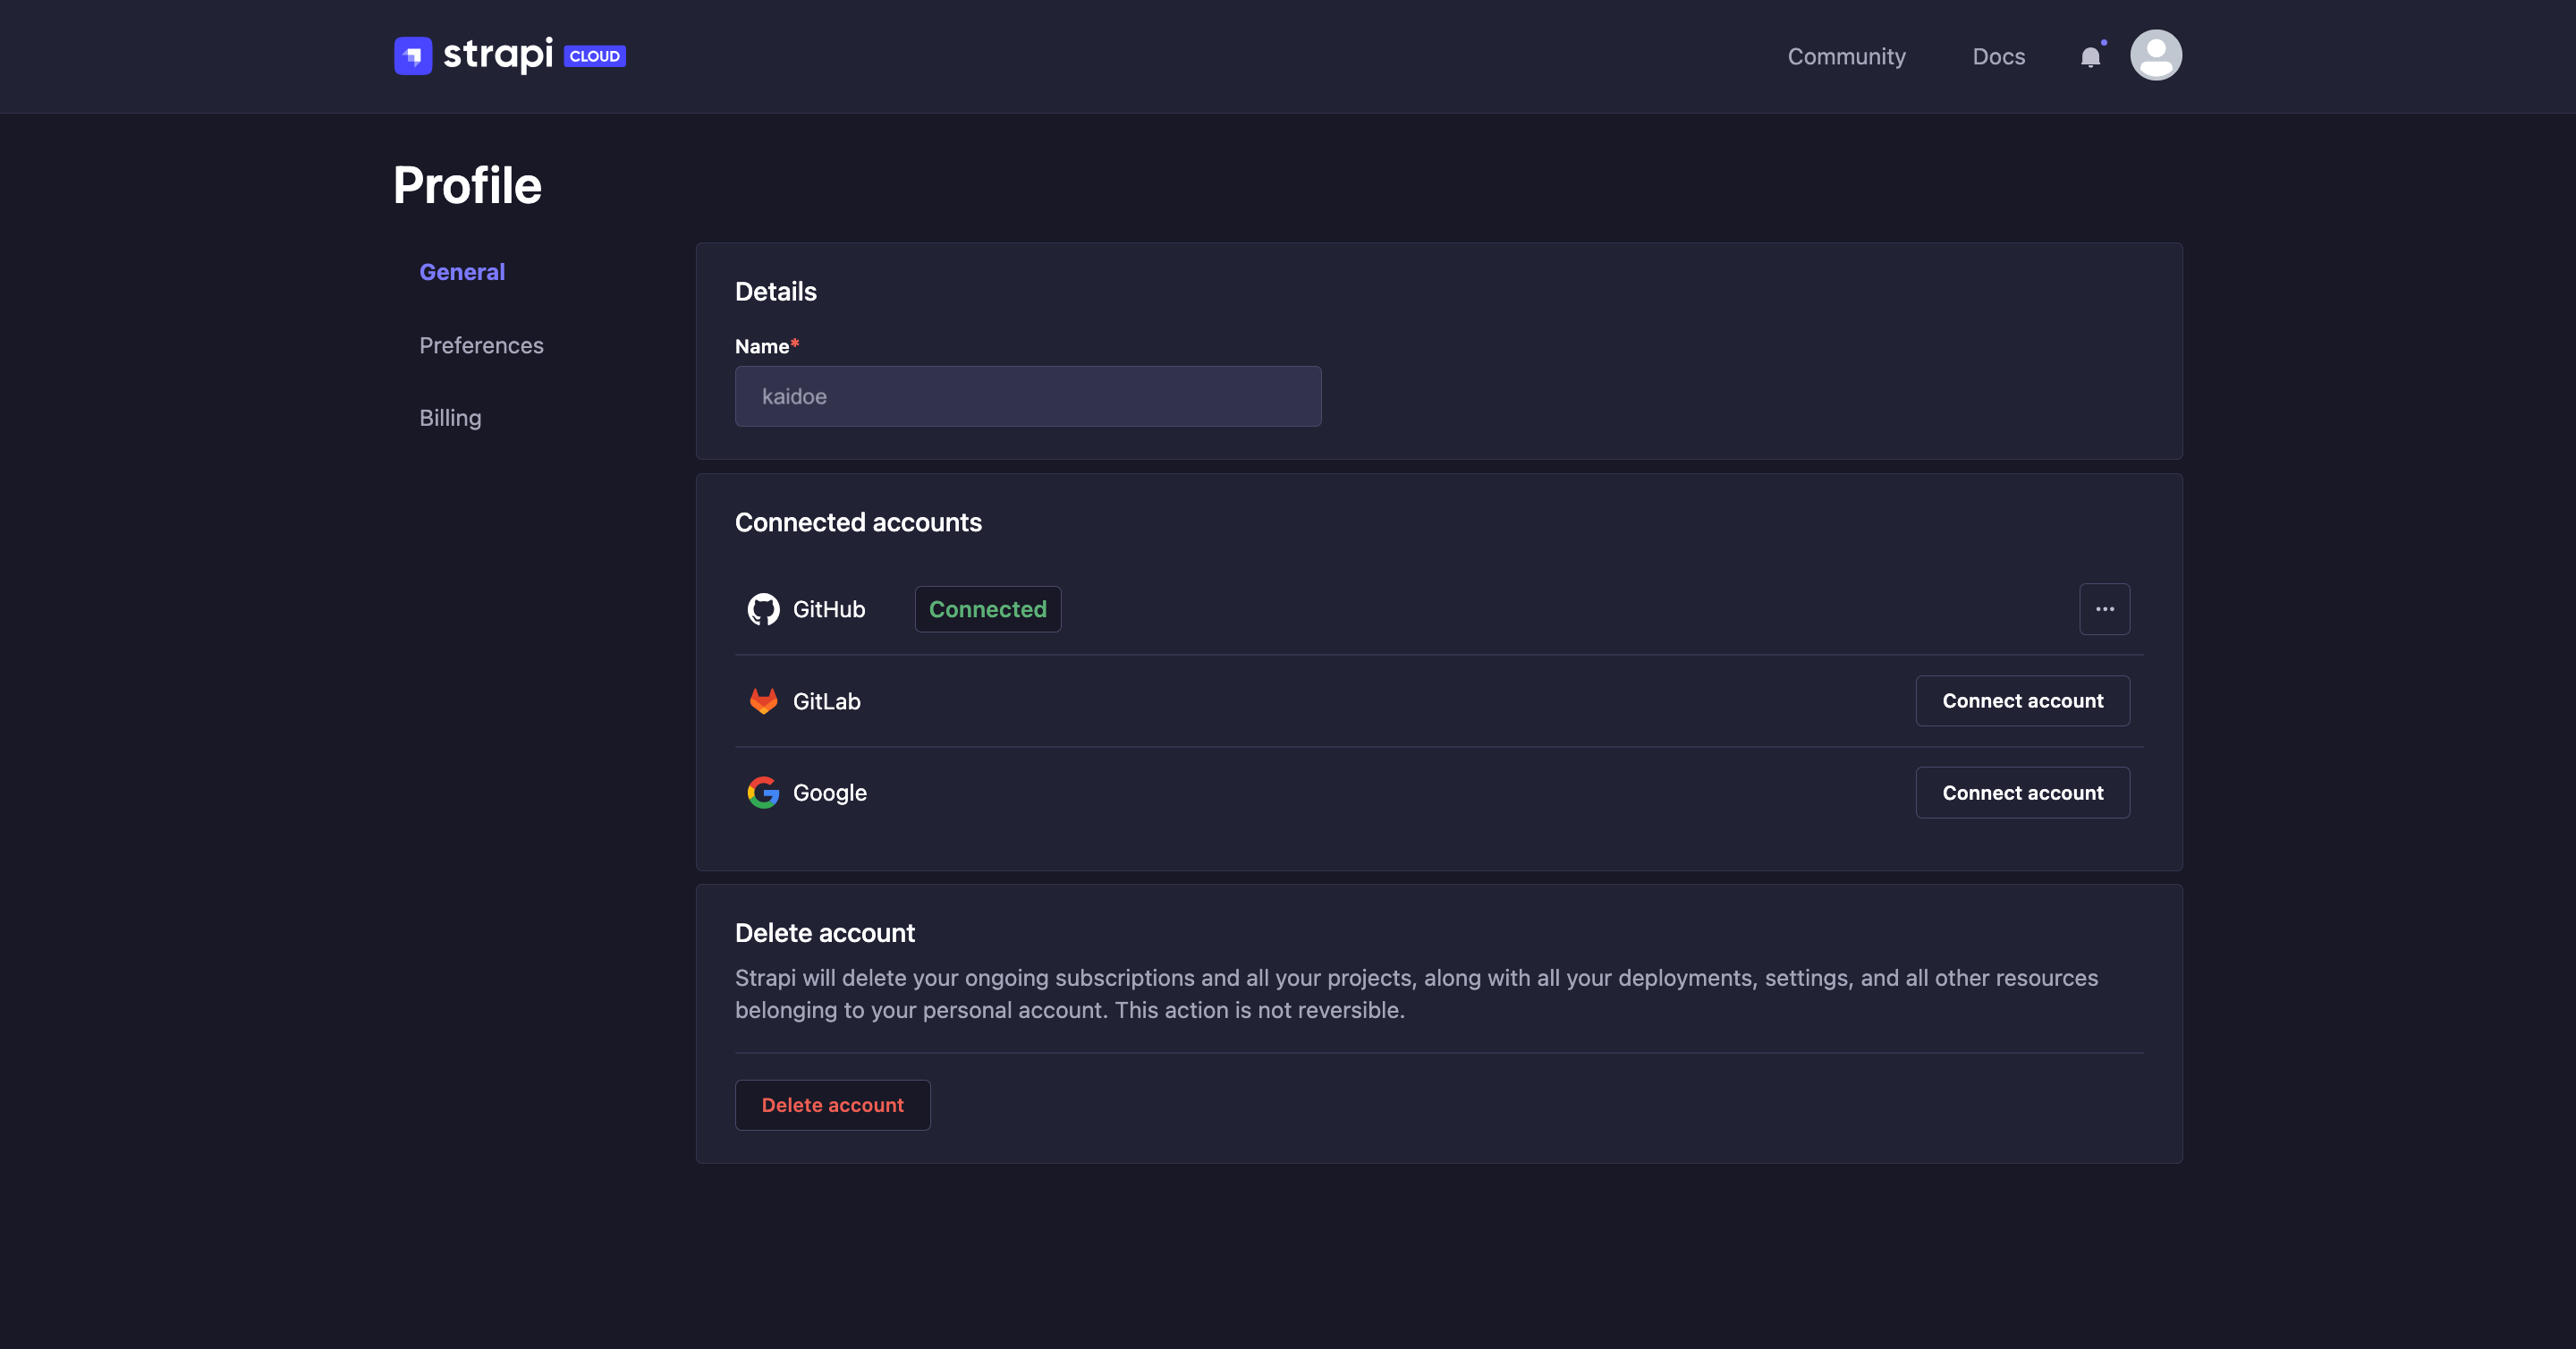 strapi CLOUD
Community
Docs
Profile
General
Preferences
Billing
Details
Name*
kaidoe
Connected accounts
GitHub
Connected
GitLab
Connect account
Google
Connect account
Delete account
Strapi will delete your ongoing subscriptions and all your projects, along with all your deployments, settings, and all other resources
belonging to your personal account. This action is not reversible.
Delete account